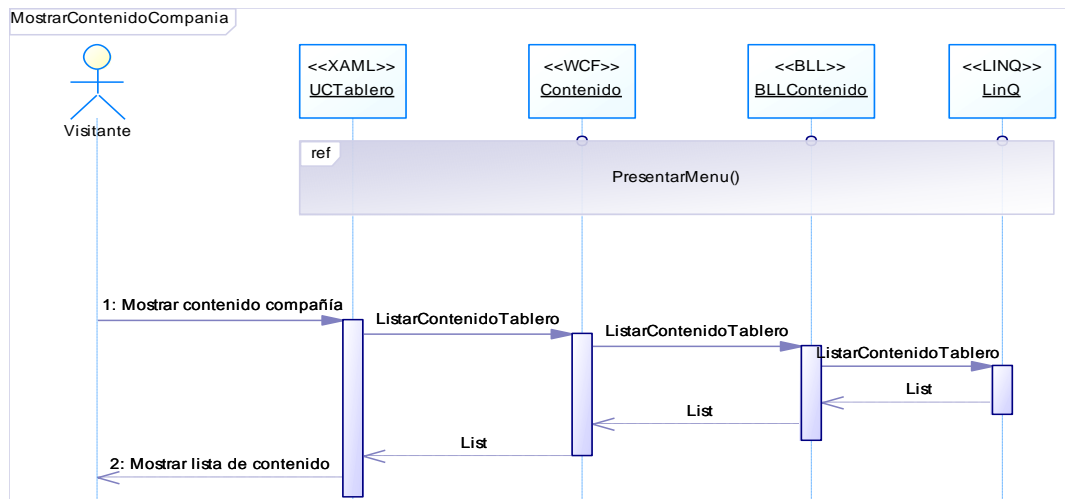 MostrarContenidoCompania
<<XAML>>
UCTablero
<<WCF>>
Contenido
<<BLL>>
BLLContenido
<<LINQ>>
LinQ
Visitante
ref
PresentarMenu()
1: Mostrar contenido compañía
ListarContenidoTablero
ListarContenidoTablero
ListarContenidoTablero
List
List
List
2: Mostrar lista de contenido